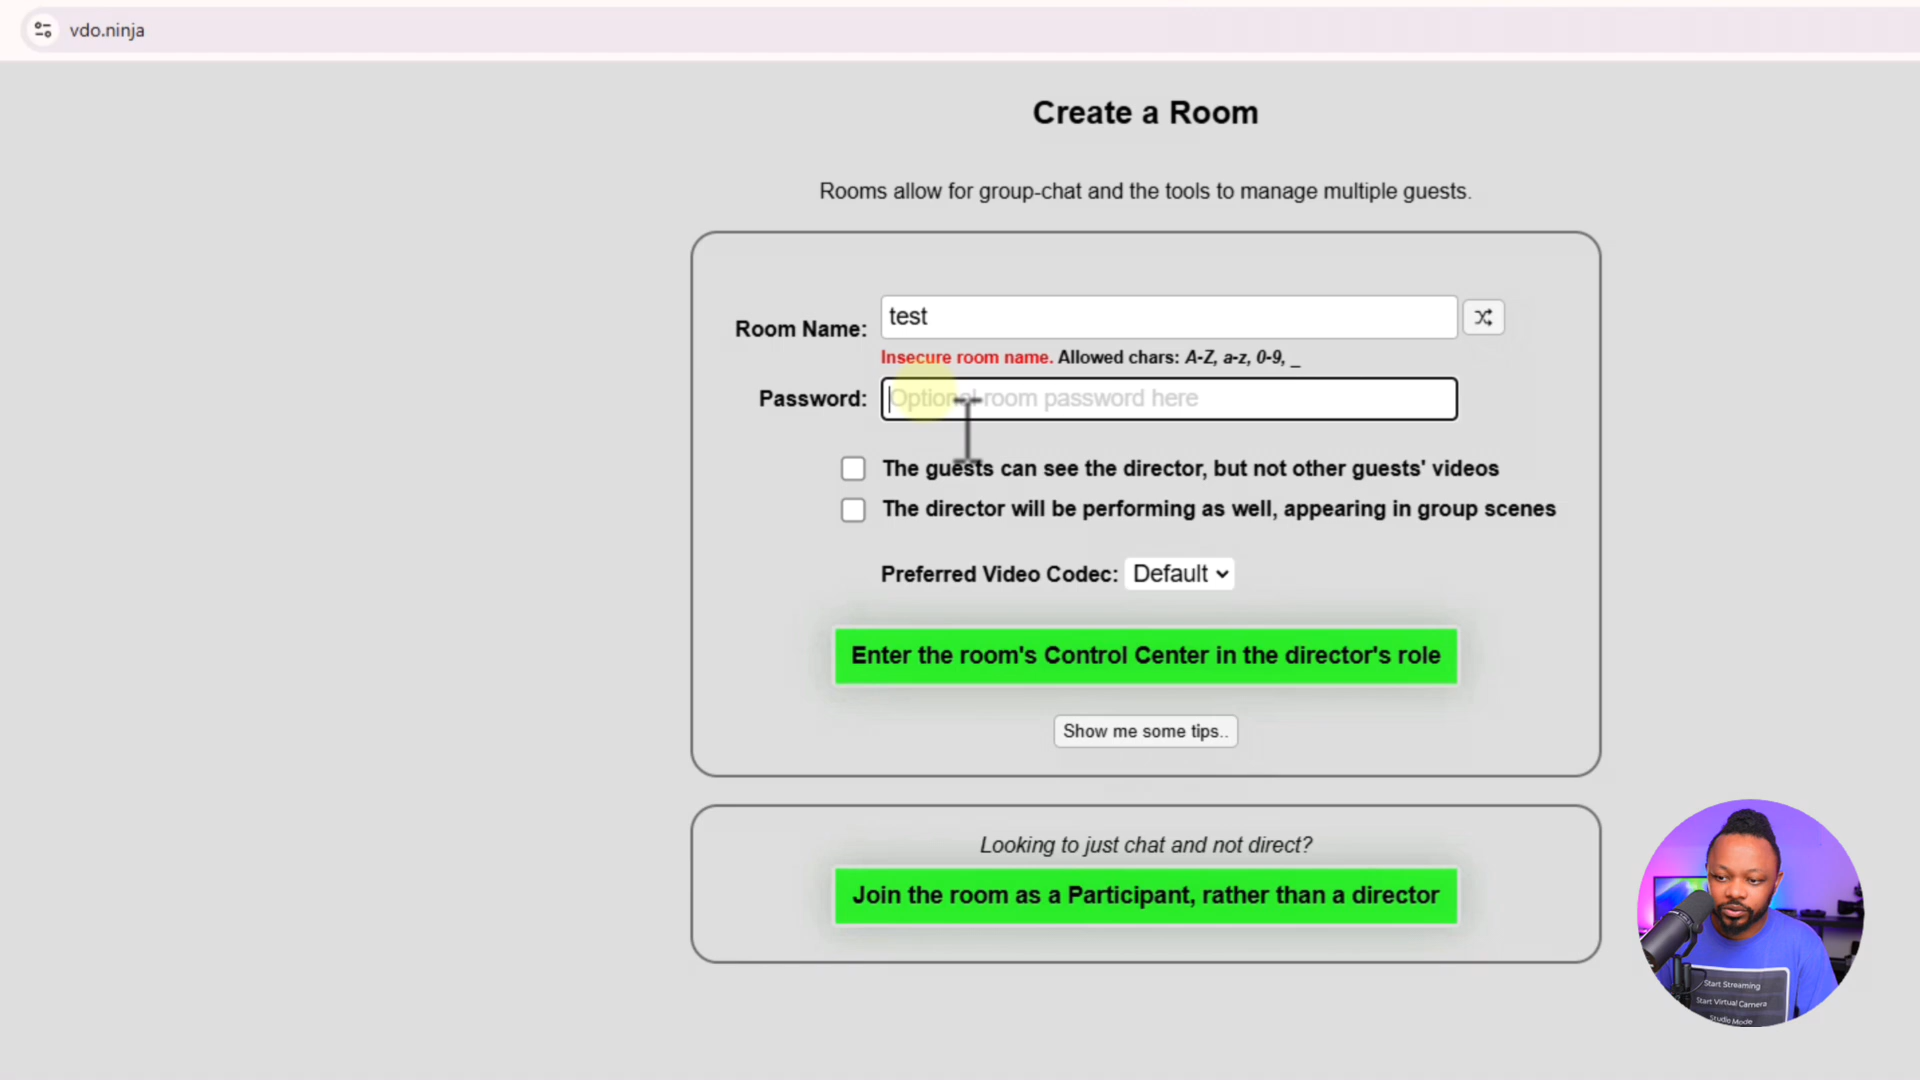 vdo.ninja
Create a Room
Rooms allow for group-chat and the tools to manage multiple guests.
Room Name: test
Insecure room name. Allowed chars: A-Z, a-z, 0-9, _
Password: Optional room password here
The guests can see the director, but not other guests' videos
The director will be performing as well, appearing in group scenes
Preferred Video Codec: Default
Enter the room's Control Center in the director's role
Show me some tips..
Looking to just chat and not direct?
Join the room as a Participant, rather than a director
Start Streaming
Start Virtual Camera
Studio Mode